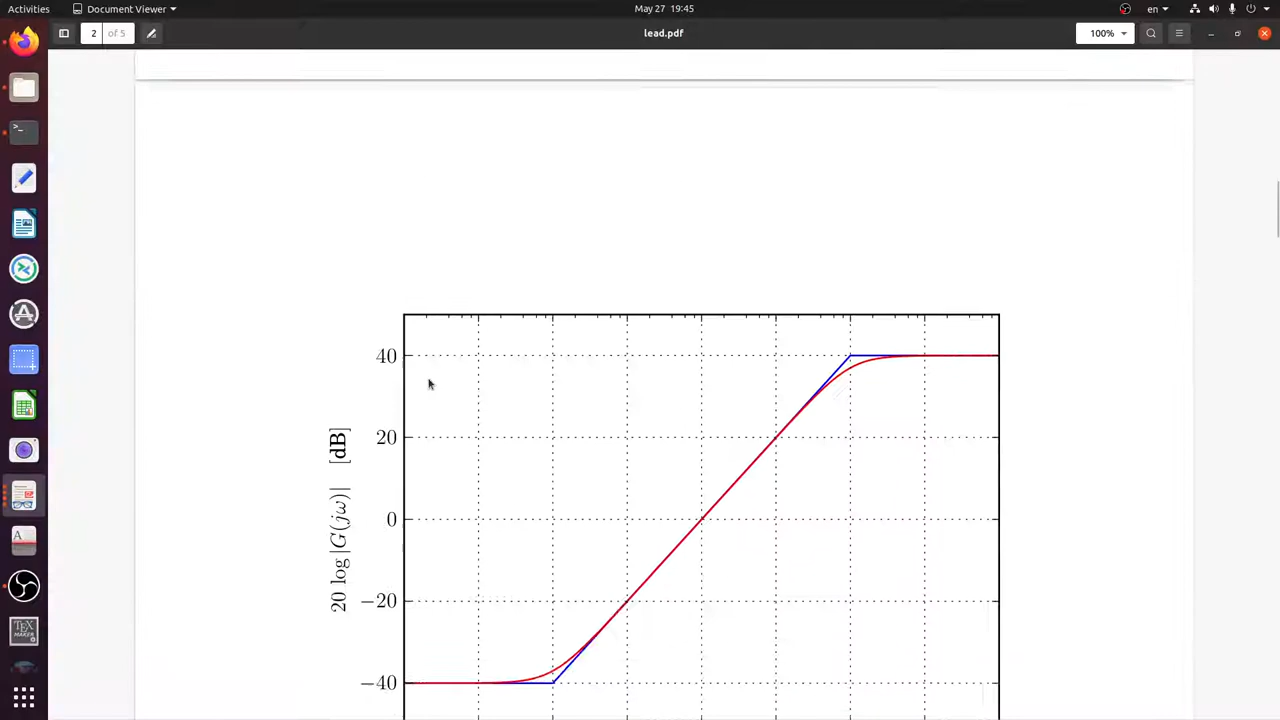 Activities
Document Viewer
May 27 19:45
en
2
of 5
lead.pdf
100%
40
20
0
−20
−40
20 log|G(jω)| [dB]